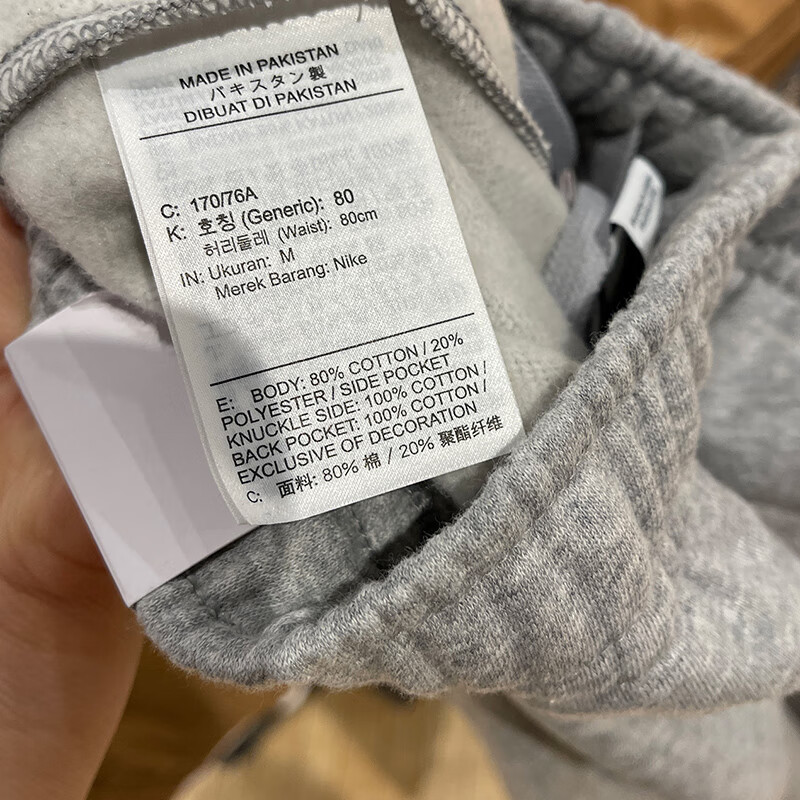 MADE IN PAKISTAN
パキスタン製
DIBUAT DI PAKISTAN
C: 170/76A
K: 호칭 (Generic): 80
허리둘레 (Waist): 80cm
IN: Ukuran: M
Merek Barang: Nike
E: BODY: 80% COTTON / 20%
POLYESTER / SIDE POCKET
KNUCKLE SIDE: 100% COTTON /
BACK POCKET: 100% COTTON /
EXCLUSIVE OF DECORATION
C: 面料: 80% 棉 / 20% 聚酯纤维